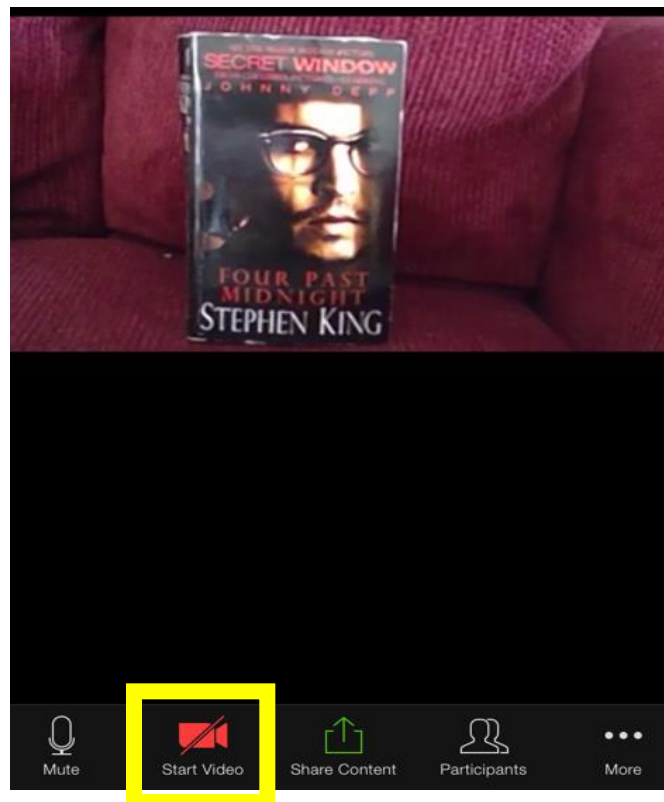 SECRET WINDOW
JOHNNY DEPP
FOUR PAST
MIDNIGHT
STEPHEN KING
Mute
Start Video
Share Content
Participants
More